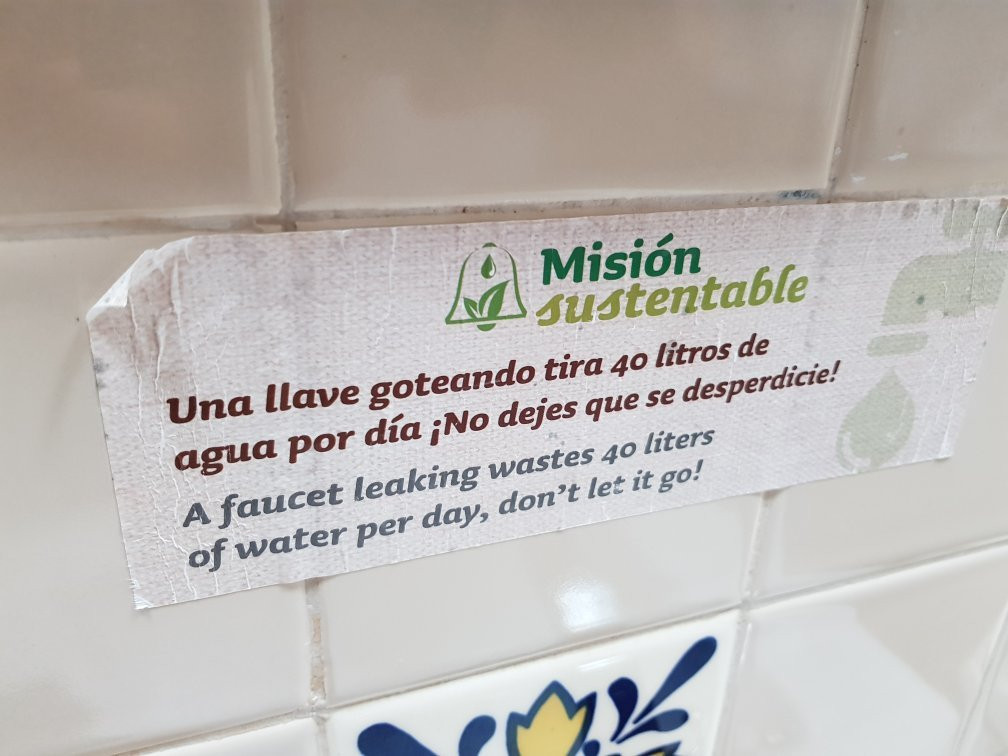 Misión
sustentable
Una llave goteando tira 40 litros de
agua por día ¡No dejes que se desperdicie!
A faucet leaking wastes 40 liters
of water per day, don't let it go!